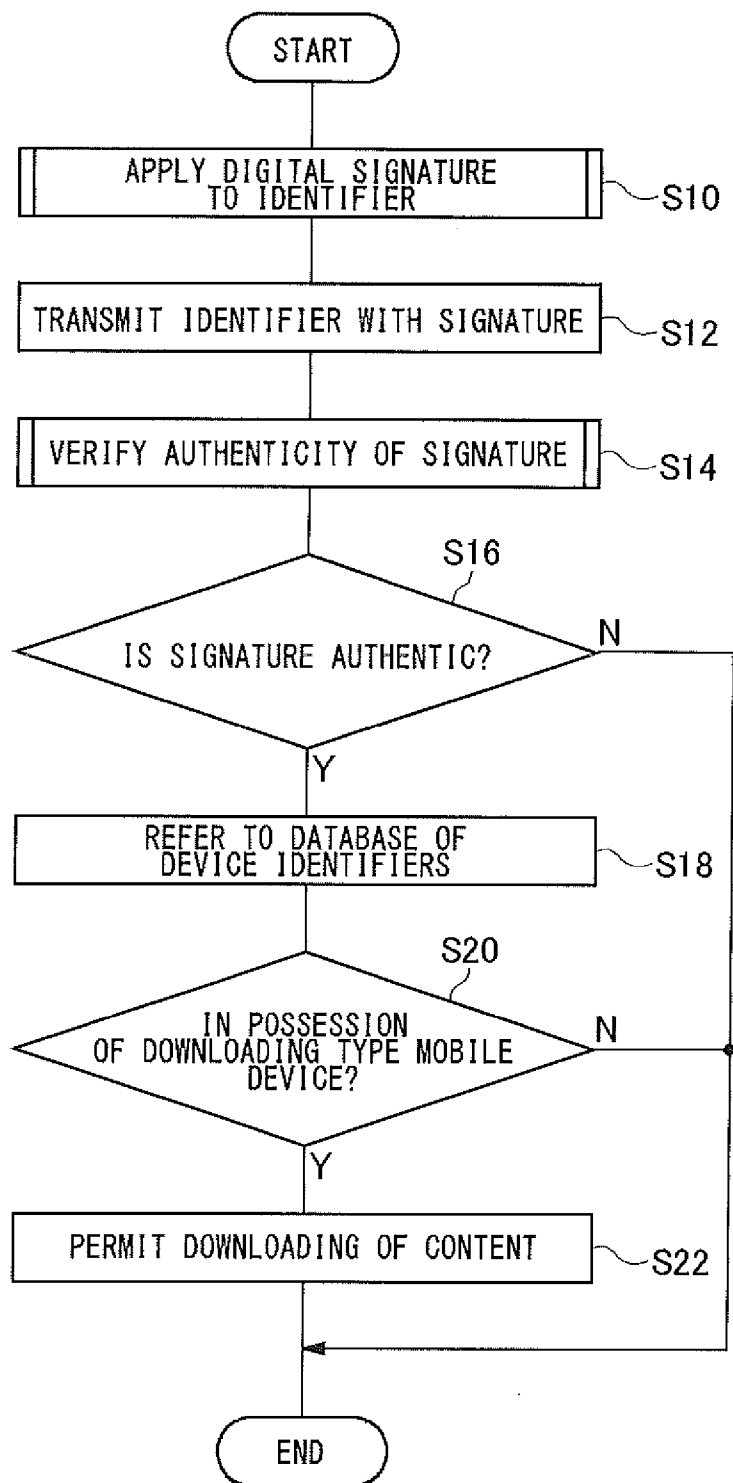 START
APPLY DIGITAL SIGNATURE
TO IDENTIFIER
S10
TRANSMIT IDENTIFIER WITH SIGNATURE
S12
VERIFY AUTHENTICITY OF SIGNATURE
S14
S16
IS SIGNATURE AUTHENTIC?
N
Y
REFER TO DATABASE OF
DEVICE IDENTIFIERS
S18
S20
IN POSSESSION
OF DOWNLOADING TYPE MOBILE
DEVICE?
N
Y
PERMIT DOWNLOADING OF CONTENT
S22
END